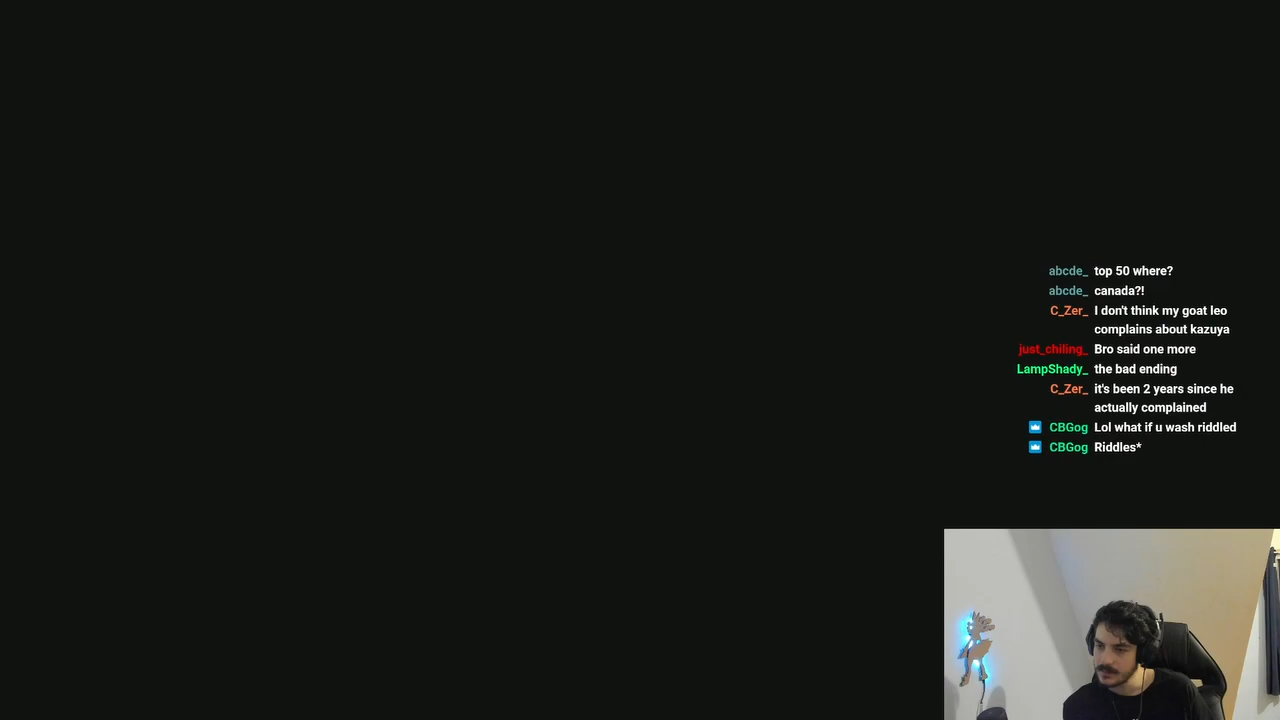 abcde_ top 50 where?
abcde_ canada?!
C_Zer_ I don't think my goat leo
complains about kazuya
just_chiling_ Bro said one more
LampShady_ the bad ending
C_Zer_ it's been 2 years since he
actually complained
CBGog Lol what if u wash riddled
CBGog Riddles*